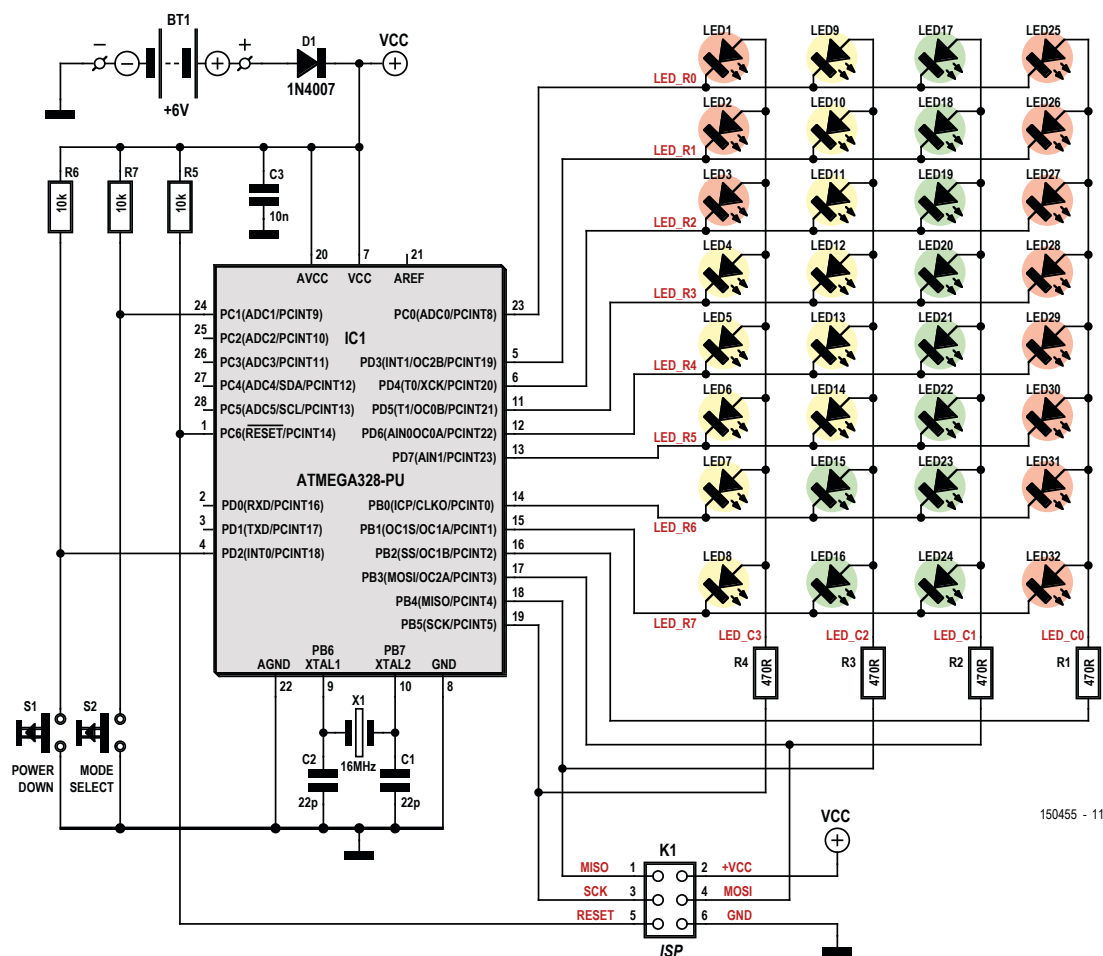 BT1
+6V
D1
1N4007
VCC
R6
10k
R7
10k
R5
10k
C3
10n
20
7
21
AVCC
VCC
AREF
IC1
ATMEGA328-PU
24 PC1(ADC1/PCINT9)
25 PC2(ADC2/PCINT10)
26 PC3(ADC3/PCINT11)
27 PC4(ADC4/SDA/PCINT12)
28 PC5(ADC5/SCL/PCINT13)
1 PC6(RESET/PCINT14)
2 PD0(RXD/PCINT16)
3 PD1(TXD/PCINT17)
4 PD2(INT0/PCINT18)
PC0(ADC0/PCINT8) 23
PD3(INT1/OC2B/PCINT19) 5
PD4(T0/XCK/PCINT20) 6
PD5(T1/OC0B/PCINT21) 11
PD6(AIN0OC0A/PCINT22) 12
PD7(AIN1/PCINT23) 13
PB0(ICP/CLKO/PCINT0) 14
PB1(OC1S/OC1A/PCINT1) 15
PB2(SS/OC1B/PCINT2) 16
PB3(MOSI/OC2A/PCINT3) 17
PB4(MISO/PCINT4) 18
PB5(SCK/PCINT5) 19
AGND
PB6
XTAL1
PB7
XTAL2
GND
22
9
10
8
X1
16MHz
C2
22p
C1
22p
S1
POWER
DOWN
S2
MODE
SELECT
LED1 LED9 LED17 LED25
LED_R0
LED2 LED10 LED18 LED26
LED_R1
LED3 LED11 LED19 LED27
LED_R2
LED4 LED12 LED20 LED28
LED_R3
LED5 LED13 LED21 LED29
LED_R4
LED6 LED14 LED22 LED30
LED_R5
LED7 LED15 LED23 LED31
LED_R6
LED8 LED16 LED24 LED32
LED_R7
LED_C3 LED_C2 LED_C1 LED_C0
R4 R3 R2 R1
470R 470R 470R 470R
150455 - 11
VCC
K1
MISO 1 2 +VCC
SCK 3 4 MOSI
RESET 5 6 GND
ISP